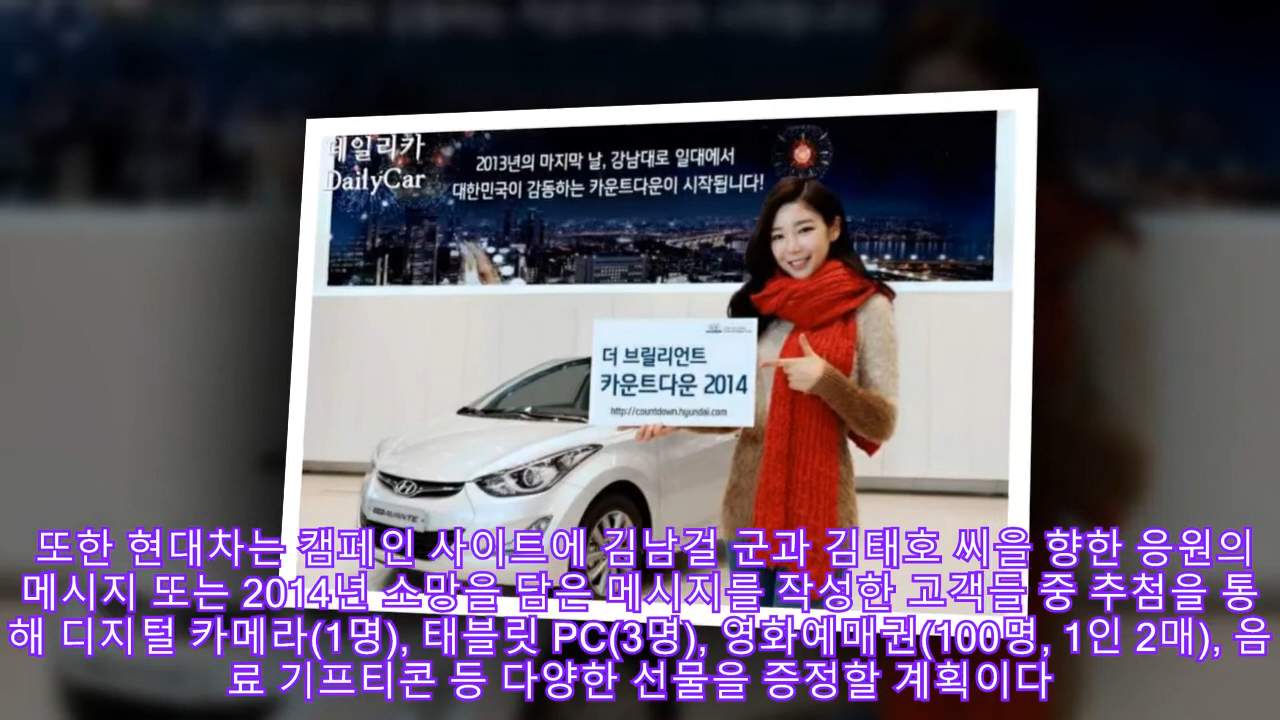 데일리카
DailyCar
2013년의 마지막 날, 강남대로 일대에서
대한민국이 감동하는 카운트다운이 시작됩니다!
더 브릴리언트
카운트다운 2014
http://countdown.hyundai.com
AVANTE
또한 현대차는 캠페인 사이트에 김남걸 군과 김태호 씨을 향한 응원의
메시지 또는 2014년 소망을 담은 메시지를 작성한 고객들 중 추첨을 통
해 디지털 카메라(1명), 태블릿 PC(3명), 영화예매권(100명, 1인 2매), 음
료 기프티콘 등 다양한 선물을 증정할 계획이다